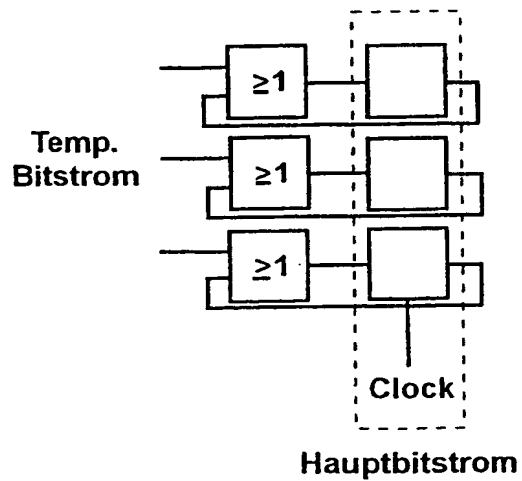 ≥1
Temp.
Bitstrom
≥1
≥1
Clock
Hauptbitstrom